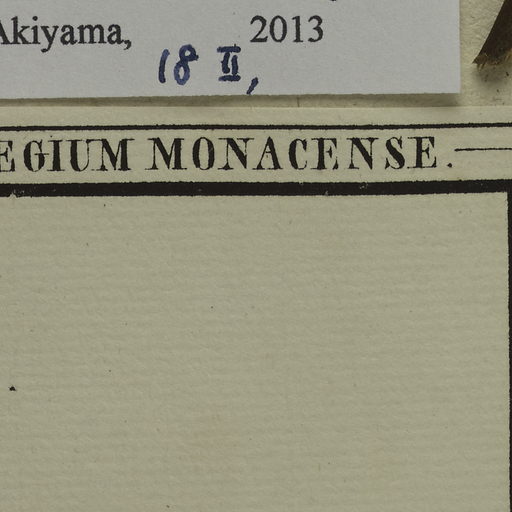 Akiyama, 18 II, 2013
EGIUM MONACENSE.